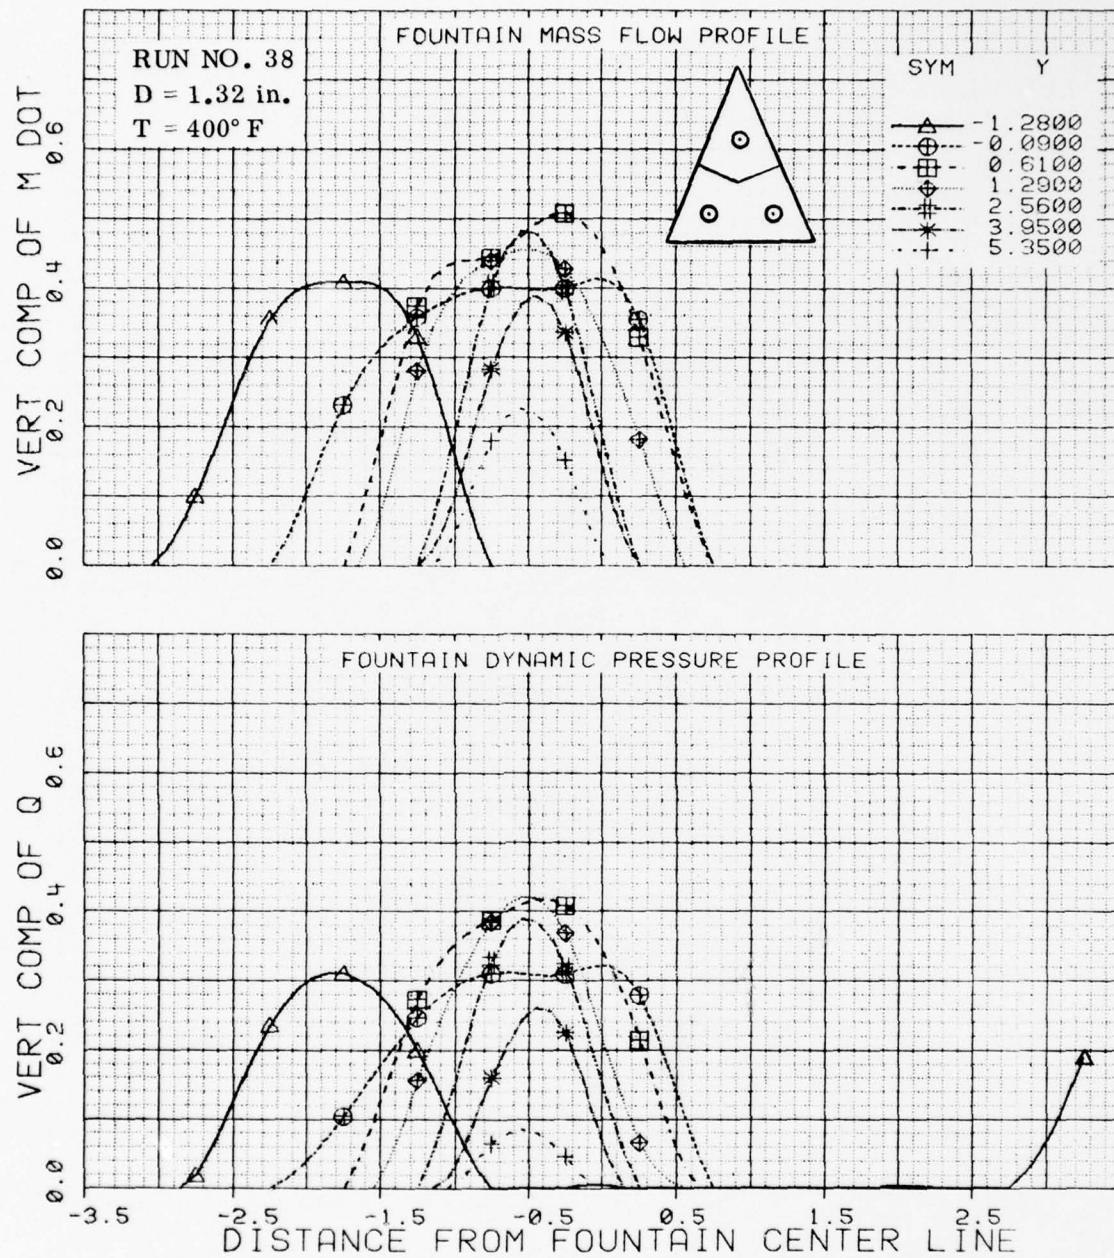 FOUNTAIN MASS FLOW PROFILE
RUN NO. 38
D = 1.32 in.
T = 400° F
SYM Y
-1.2800
-0.0900
0.6100
1.2900
2.5600
3.9500
5.3500
VERT COMP OF M DOT
0.6
0.4
0.2
0.0
FOUNTAIN DYNAMIC PRESSURE PROFILE
VERT COMP OF Q
0.6
0.4
0.2
0.0
-3.5 -2.5 -1.5 -0.5 0.5 1.5 2.5
DISTANCE FROM FOUNTAIN CENTER LINE